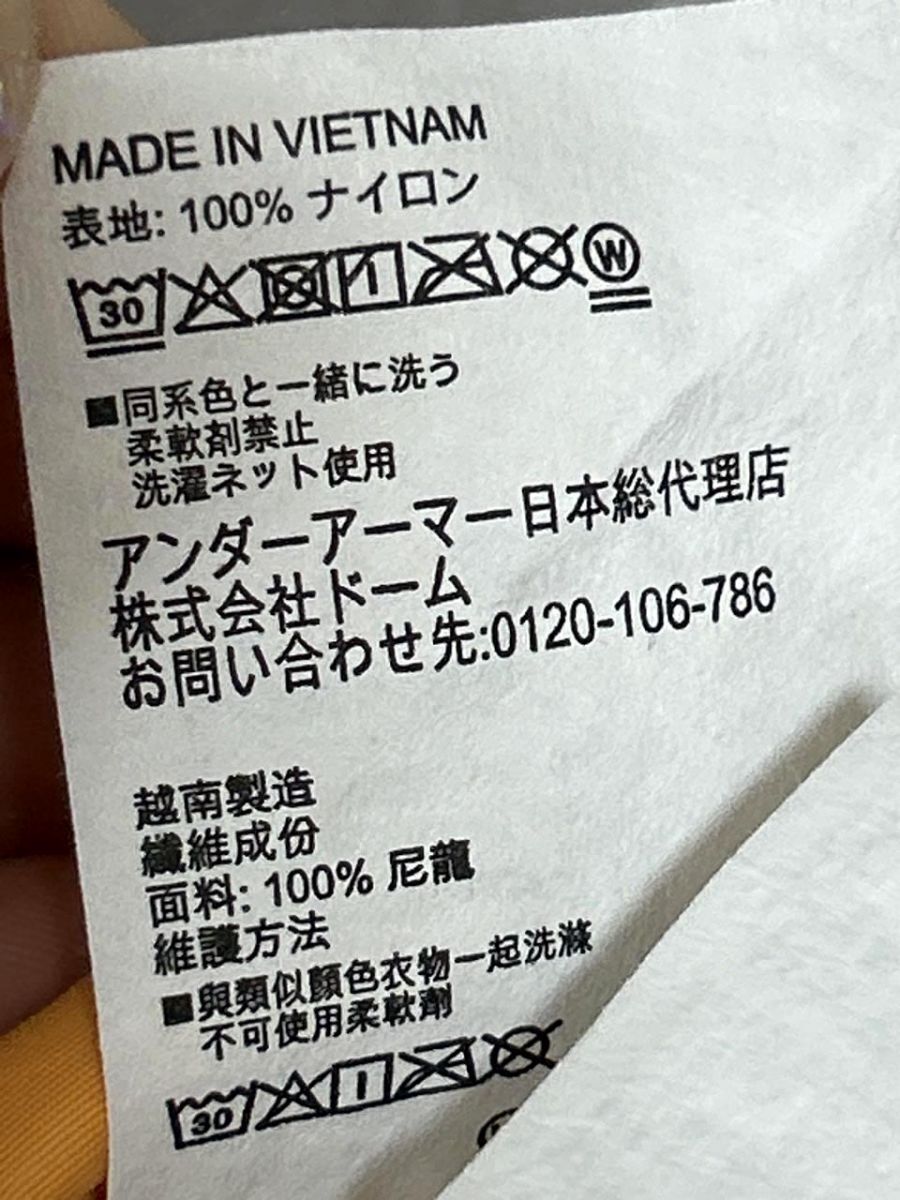 MADE IN VIETNAM
表地: 100% ナイロン
30
W
■同系色と一緒に洗う
柔軟剤禁止
洗濯ネット使用
アンダーアーマー日本総代理店
株式会社ドーム
お問い合わせ先:0120-106-786
越南製造
纖維成份
面料: 100% 尼龍
維護方法
■與類似顏色衣物一起洗滌
不可使用柔軟劑
30